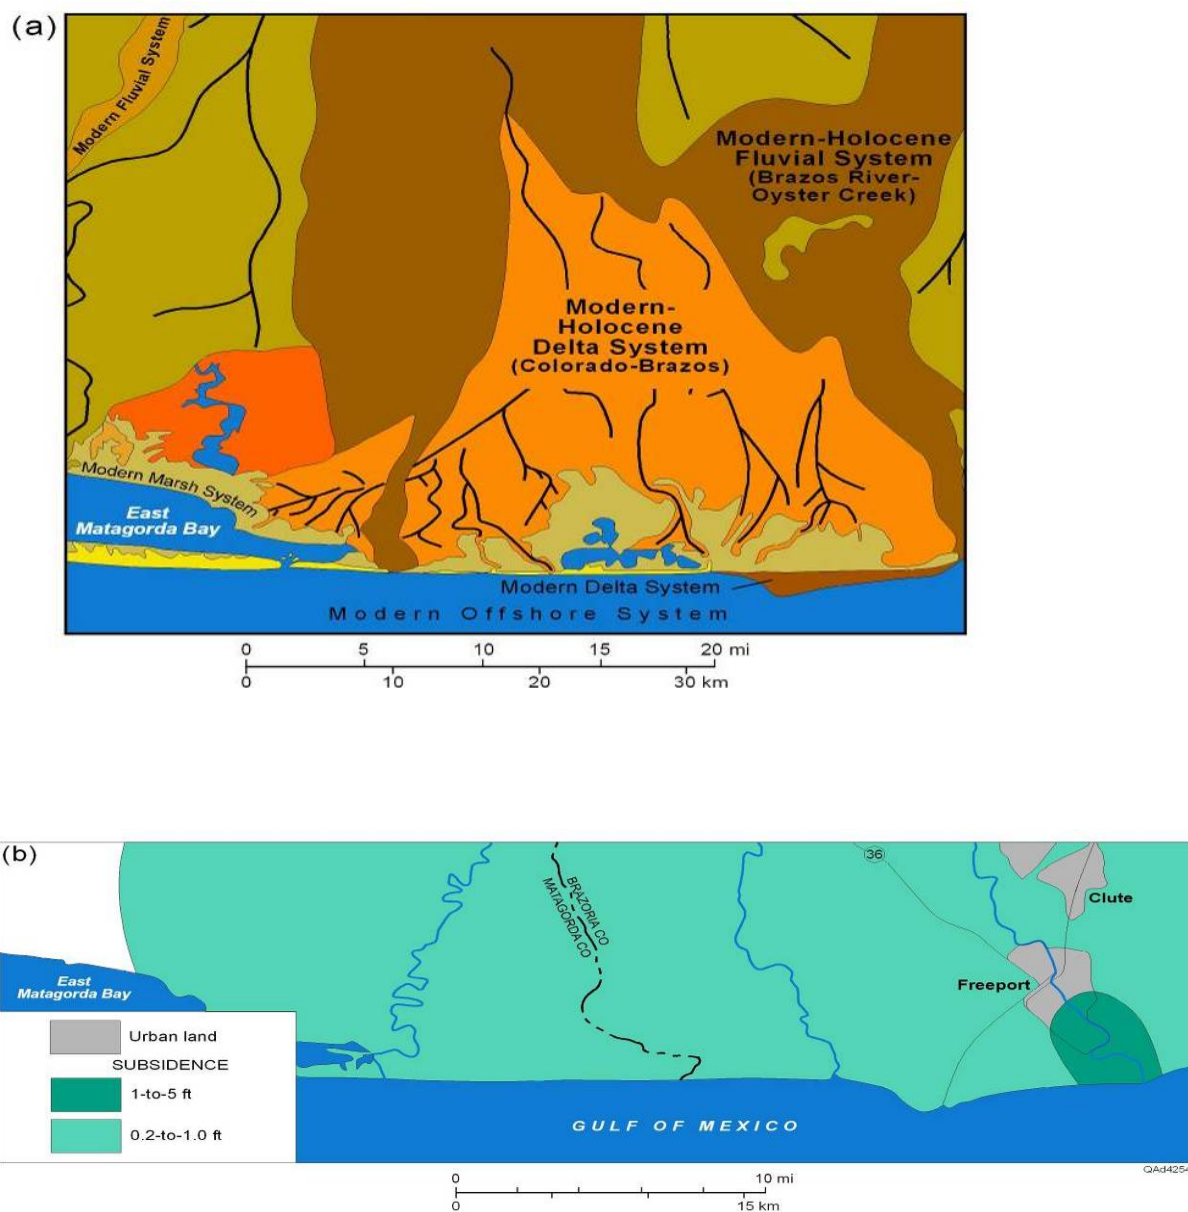 (a)
Modern Fluvial System
Modern-Holocene
Fluvial System
(Brazos River-
Oyster Creek)
Modern-
Holocene
Delta System
(Colorado-Brazos)
Modern Marsh System
East
Matagorda Bay
Modern Delta System
Modern Offshore System
0 5 10 15 20 mi
0 10 20 30 km
(b)
36
BRAZORIA CO
MATAGORDA CO
Clute
Freeport
East
Matagorda Bay
Urban land
SUBSIDENCE
1-to-5 ft
0.2-to-1.0 ft
GULF OF MEXICO
QAd4254
0 10 mi
0 15 km